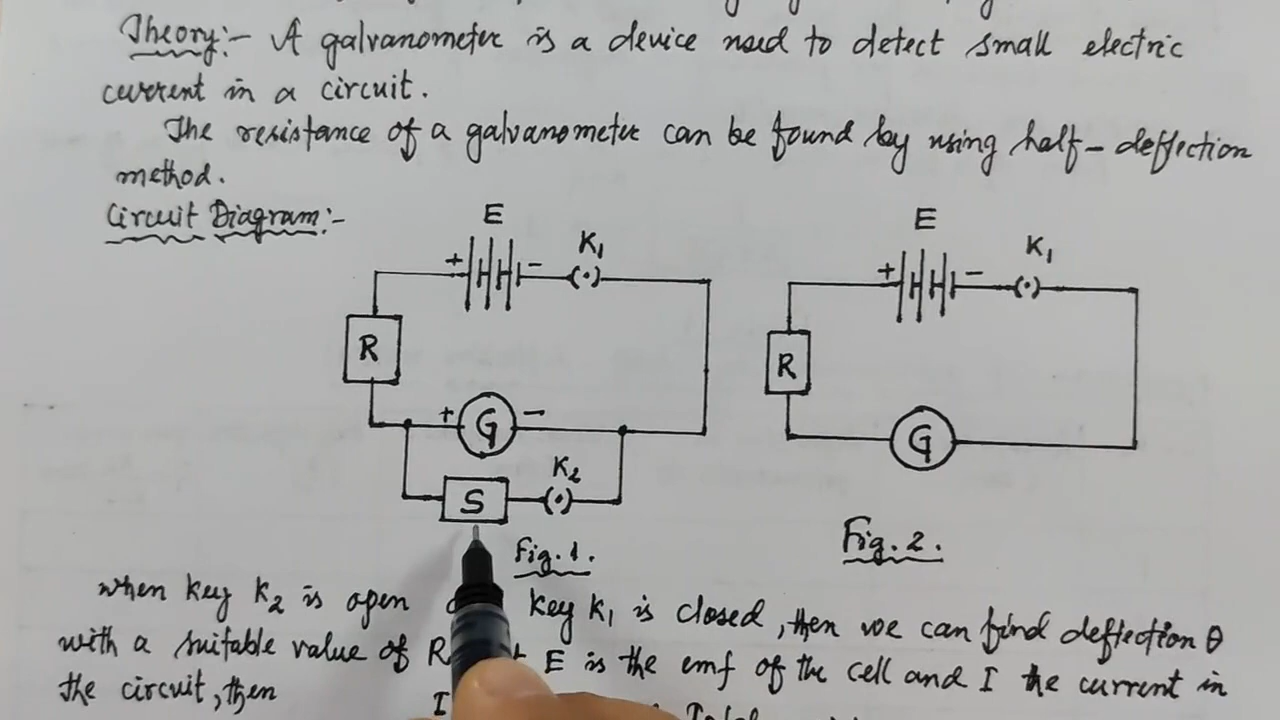 Theory:- A galvanometer is a device used to detect small electric
current in a circuit.
The resistance of a galvanometer can be found by using half-deflection
method.
Circuit Diagram:-
E
+ - K1
R
+ G -
S K2
Fig. 1.
E
+ - K1
R
G
Fig. 2.
when key K2 is open key K1 is closed, then we can find deflection θ
with a suitable value of R E is the emf of the cell and I the current in
the circuit, then
I